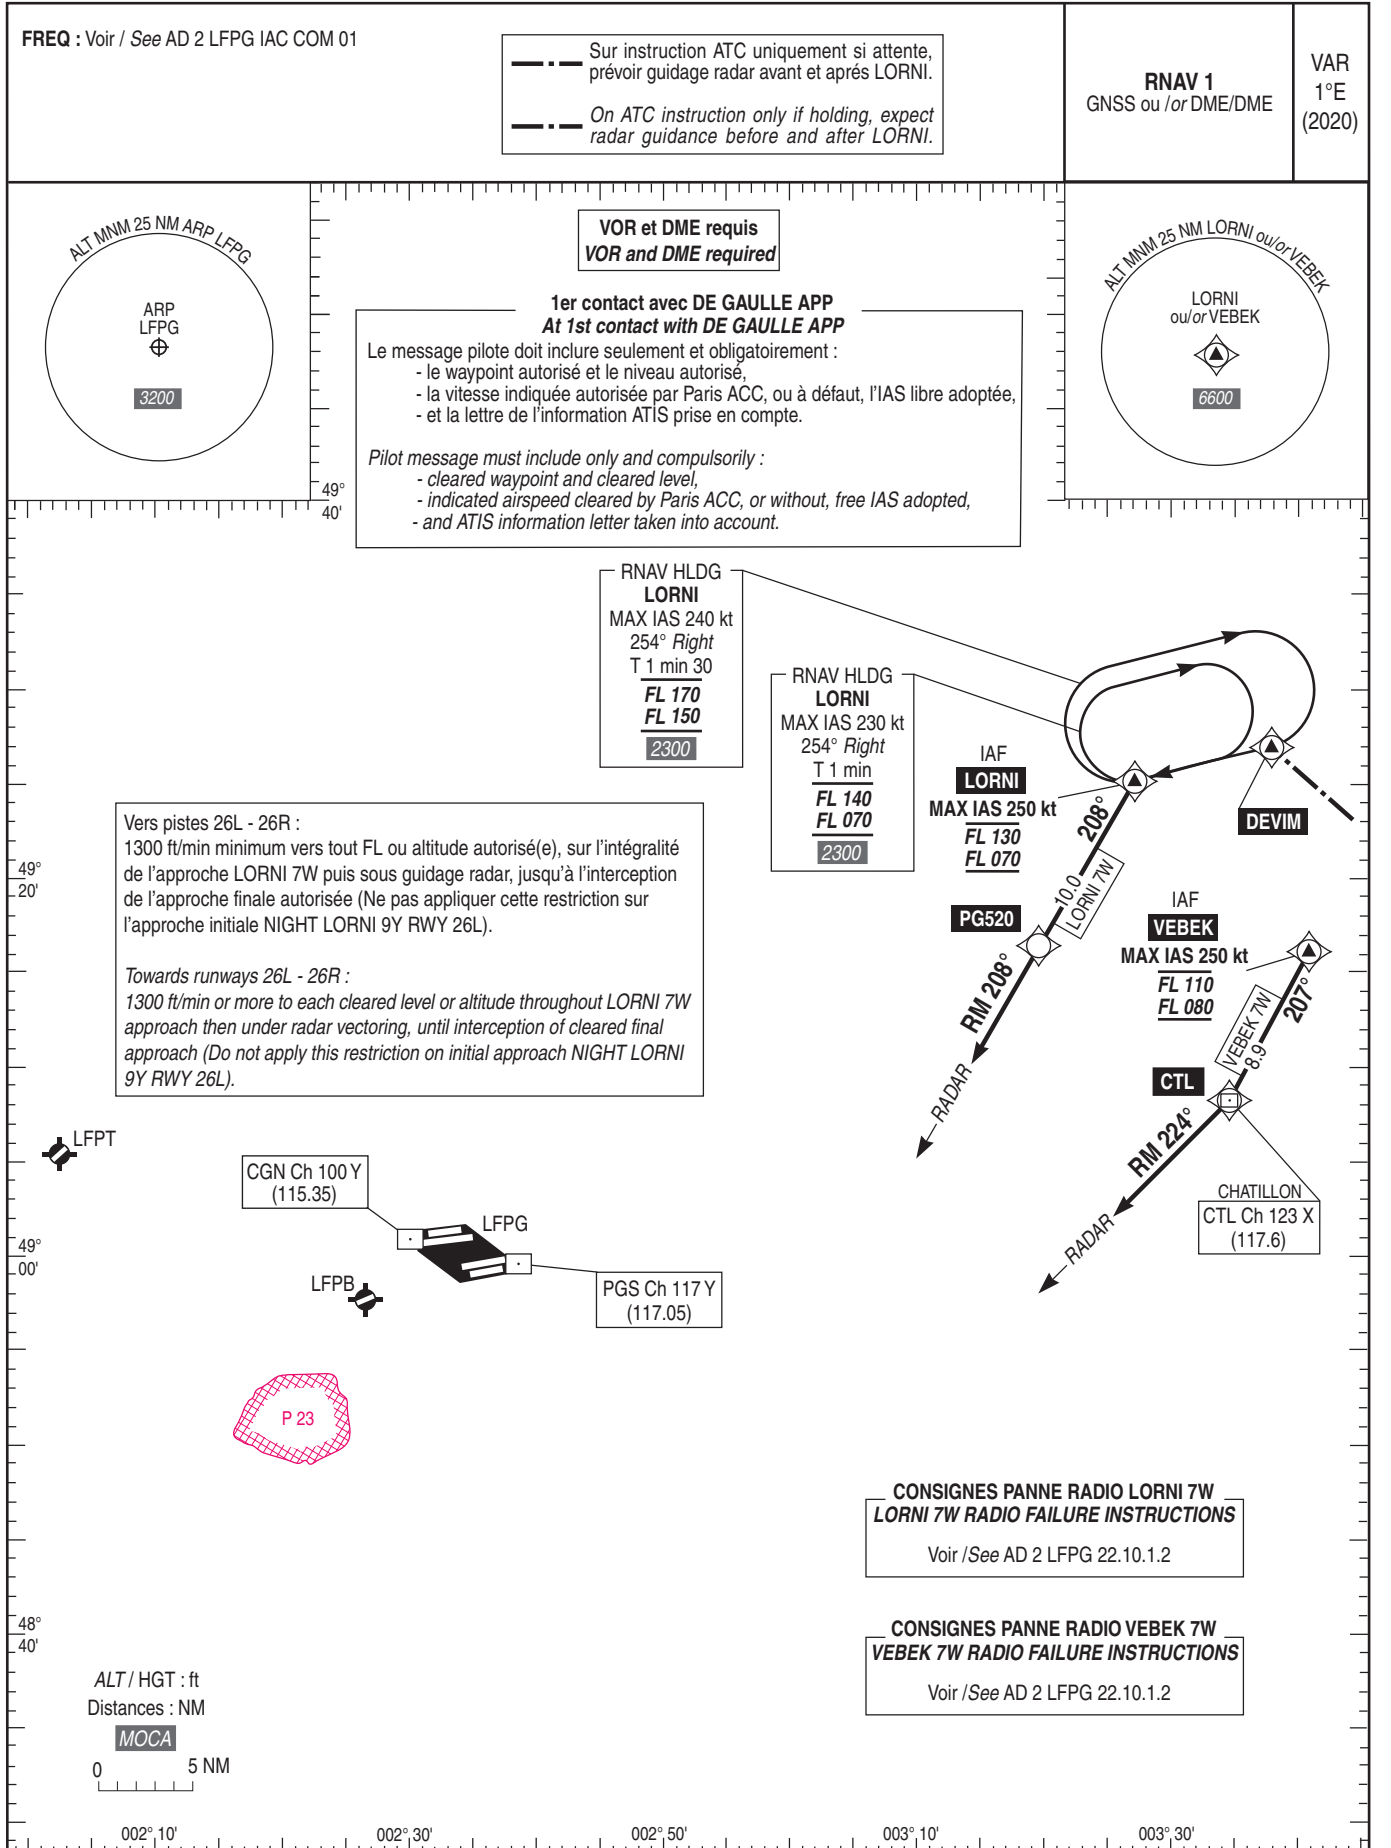 FREQ : Voir / See AD 2 LFPG IAC COM 01
Sur instruction ATC uniquement si attente,
prévoir guidage radar avant et aprés LORNI.
On ATC instruction only if holding, expect
radar guidance before and after LORNI.
RNAV 1
GNSS ou /or DME/DME
VAR
1°E
(2020)
ALT MNM 25 NM ARP LFPG
ARP
LFPG
3200
VOR et DME requis
VOR and DME required
ALT MNM 25 NM LORNI ou/or VEBEK
LORNI
ou/or VEBEK
6600
1er contact avec DE GAULLE APP
At 1st contact with DE GAULLE APP
Le message pilote doit inclure seulement et obligatoirement :
- le waypoint autorisé et le niveau autorisé,
- la vitesse indiquée autorisée par Paris ACC, ou à défaut, l'IAS libre adoptée,
- et la lettre de l'information ATIS prise en compte.
Pilot message must include only and compulsorily :
- cleared waypoint and cleared level,
- indicated airspeed cleared by Paris ACC, or without, free IAS adopted,
- and ATIS information letter taken into account.
49°
40'
RNAV HLDG
LORNI
MAX IAS 240 kt
254° Right
T 1 min 30
FL 170
FL 150
2300
RNAV HLDG
LORNI
MAX IAS 230 kt
254° Right
T 1 min
FL 140
FL 070
2300
IAF
LORNI
MAX IAS 250 kt
FL 130
FL 070
208°
DEVIM
10.0
LORNI 7W
PG520
RM 208°
RADAR
IAF
VEBEK
MAX IAS 250 kt
FL 110
FL 080
207°
VEBEK 7W
8.9
CTL
RM 224°
RADAR
CHATILLON
CTL Ch 123 X
(117.6)
Vers pistes 26L - 26R :
1300 ft/min minimum vers tout FL ou altitude autorisé(e), sur l'intégralité
de l'approche LORNI 7W puis sous guidage radar, jusqu'à l'interception
de l'approche finale autorisée (Ne pas appliquer cette restriction sur
l'approche initiale NIGHT LORNI 9Y RWY 26L).
Towards runways 26L - 26R :
1300 ft/min or more to each cleared level or altitude throughout LORNI 7W
approach then under radar vectoring, until interception of cleared final
approach (Do not apply this restriction on initial approach NIGHT LORNI
9Y RWY 26L).
49°
20'
LFPT
CGN Ch 100 Y
(115.35)
LFPG
49°
00'
LFPB
PGS Ch 117 Y
(117.05)
P 23
CONSIGNES PANNE RADIO LORNI 7W
LORNI 7W RADIO FAILURE INSTRUCTIONS
Voir /See AD 2 LFPG 22.10.1.2
CONSIGNES PANNE RADIO VEBEK 7W
VEBEK 7W RADIO FAILURE INSTRUCTIONS
Voir /See AD 2 LFPG 22.10.1.2
48°
40'
ALT / HGT : ft
Distances : NM
MOCA
0 5 NM
002° 10' 002° 30' 002° 50' 003° 10' 003° 30'